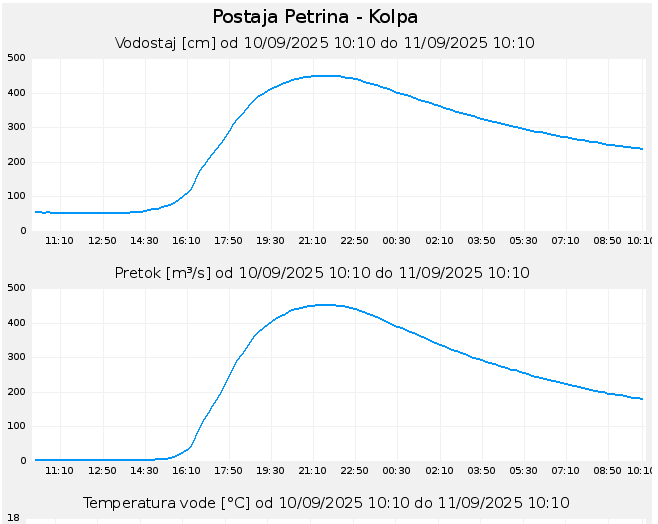 Postaja Petrina - Kolpa
Vodostaj [cm] od 10/09/2025 10:10 do 11/09/2025 10:10
500
400
300
200
100
0
11:10 12:50 14:30 16:10 17:50 19:30 21:10 22:50 00:30 02:10 03:50 05:30 07:10 08:50 10:10
Pretok [m³/s] od 10/09/2025 10:10 do 11/09/2025 10:10
500
400
300
200
100
0
11:10 12:50 14:30 16:10 17:50 19:30 21:10 22:50 00:30 02:10 03:50 05:30 07:10 08:50 10:10
Temperatura vode [°C] od 10/09/2025 10:10 do 11/09/2025 10:10
18